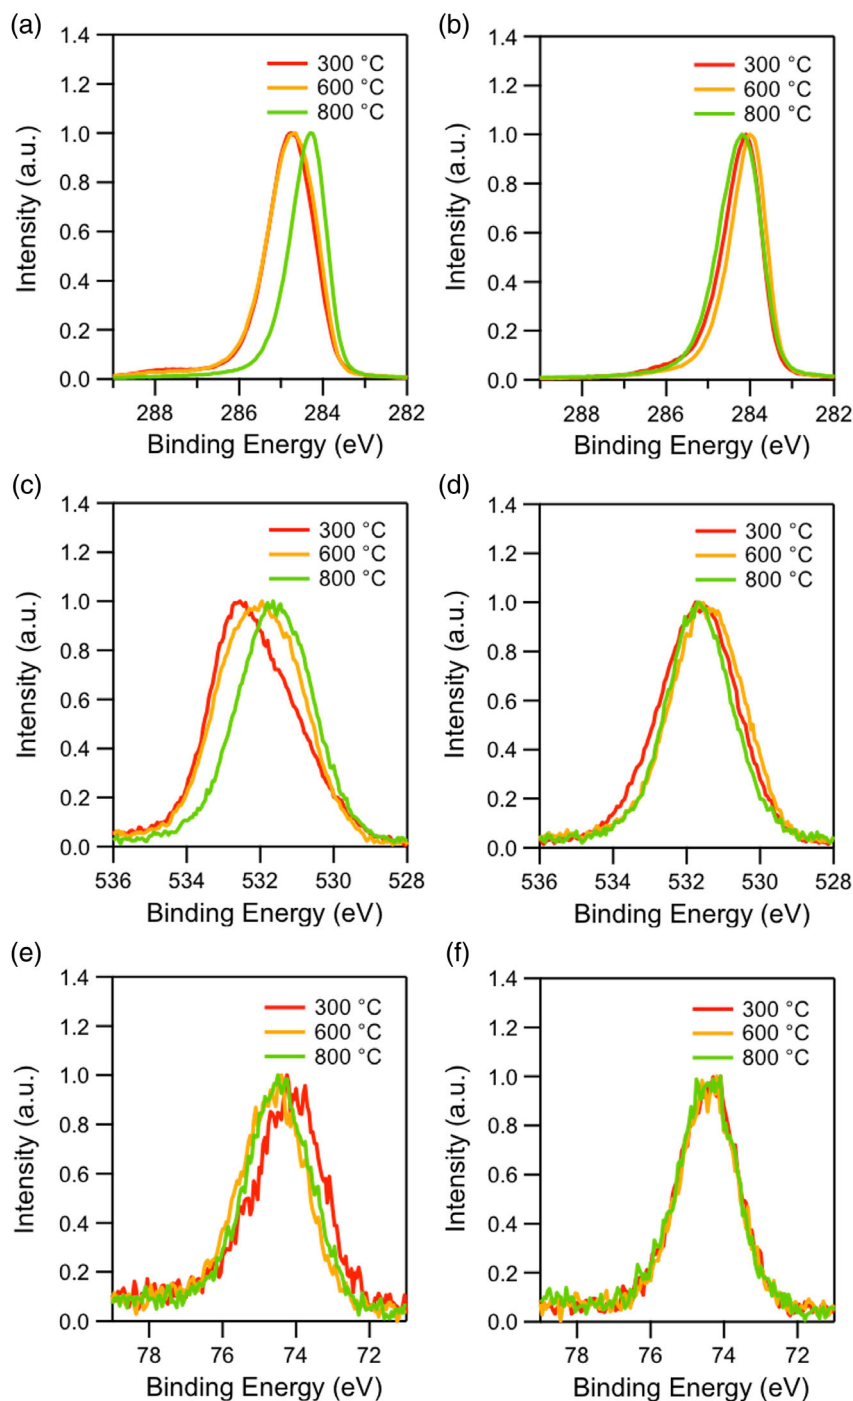 (a)
1.4
1.2
1.0
0.8
0.6
0.4
0.2
0.0
Intensity (a.u.)
300 °C
600 °C
800 °C
288
286
284
282
Binding Energy (eV)
(b)
1.4
1.2
1.0
0.8
0.6
0.4
0.2
0.0
Intensity (a.u.)
300 °C
600 °C
800 °C
288
286
284
282
Binding Energy (eV)
(c)
1.4
1.2
1.0
0.8
0.6
0.4
0.2
0.0
Intensity (a.u.)
300 °C
600 °C
800 °C
536
534
532
530
528
Binding Energy (eV)
(d)
1.4
1.2
1.0
0.8
0.6
0.4
0.2
0.0
Intensity (a.u.)
300 °C
600 °C
800 °C
536
534
532
530
528
Binding Energy (eV)
(e)
1.4
1.2
1.0
0.8
0.6
0.4
0.2
0.0
Intensity (a.u.)
300 °C
600 °C
800 °C
78
76
74
72
Binding Energy (eV)
(f)
1.4
1.2
1.0
0.8
0.6
0.4
0.2
0.0
Intensity (a.u.)
300 °C
600 °C
800 °C
78
76
74
72
Binding Energy (eV)